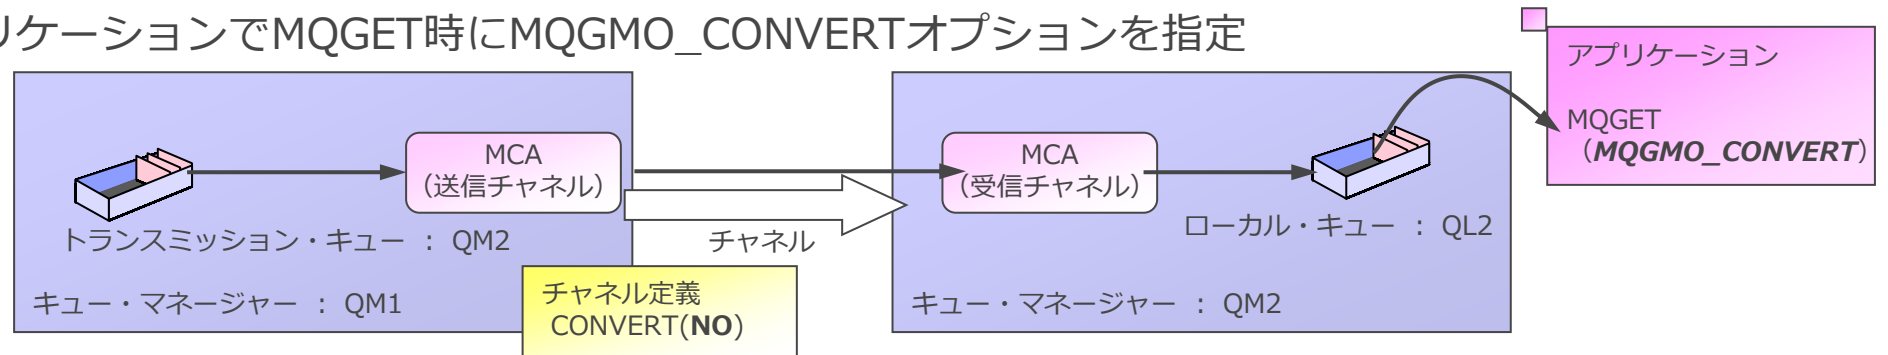 リケーションでMQGET時にMQGMO_CONVERTオプションを指定
アプリケーション
MQGET
（MQGMO_CONVERT）
MCA
（送信チャネル）
MCA
（受信チャネル）
トランスミッション・キュー : QM2
チャネル
ローカル・キュー : QL2
キュー・マネージャー : QM1
チャネル定義
CONVERT(NO)
キュー・マネージャー : QM2